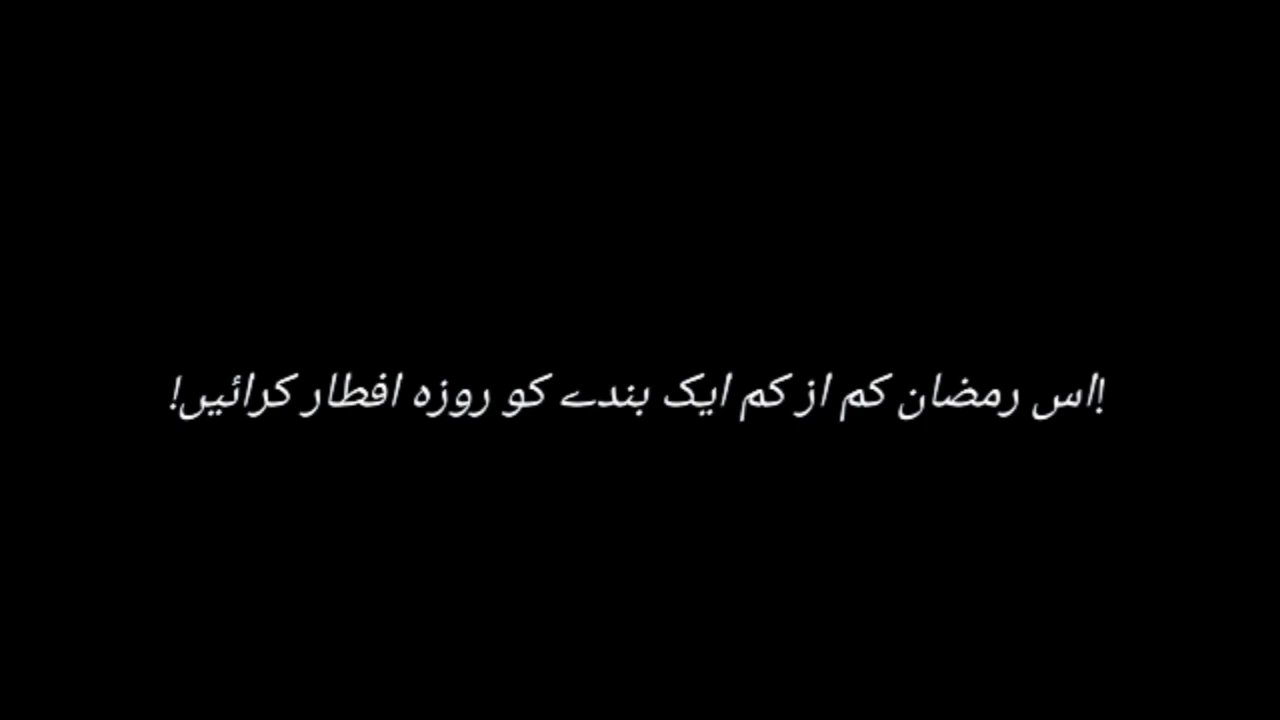 !اس رمضان کم از کم ایک بندے کو روزہ افطار کرائیں!